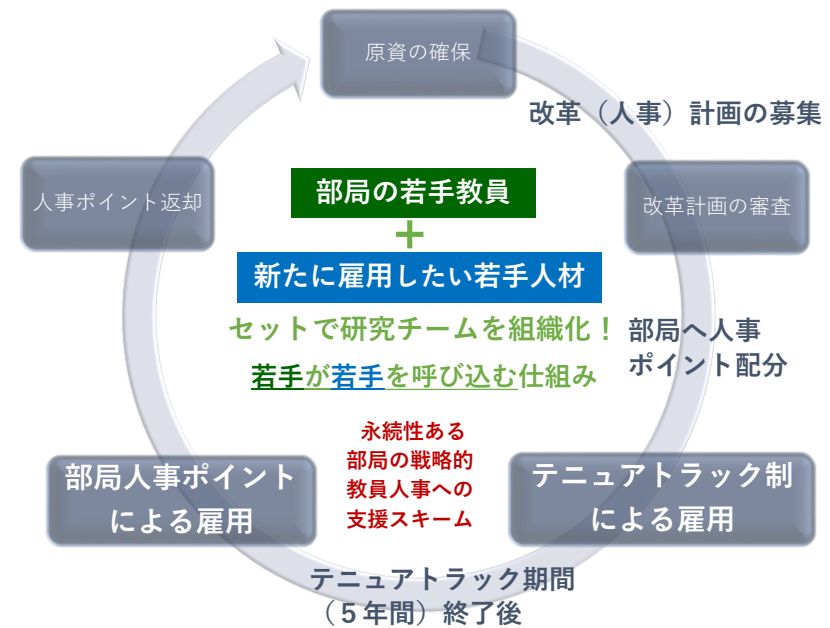 原資の確保
改革（人事）計画の募集
人事ポイント返却
部局の若手教員
改革計画の審査
＋
新たに雇用したい若手人材
セットで研究チームを組織化！
部局へ人事
ポイント配分
若手が若手を呼び込む仕組み
永続性ある
部局の戦略的
教員人事への
支援スキーム
部局人事ポイント
による雇用
テニュアトラック制
による雇用
テニュアトラック期間
（５年間）終了後